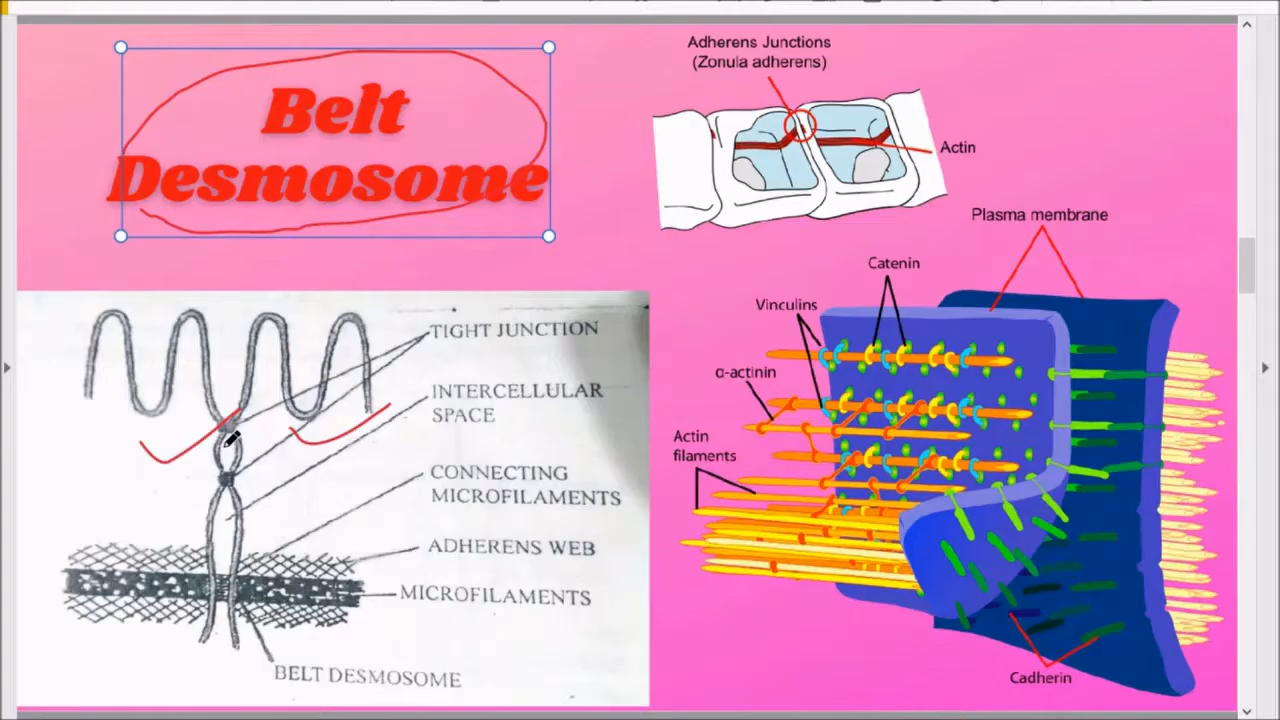 Belt
Desmosome
Adherens Junctions
(Zonula adherens)
Actin
Plasma membrane
Catenin
Vinculins
α-actinin
Actin
filaments
Cadherin
TIGHT JUNCTION
INTERCELLULAR
SPACE
CONNECTING
MICROFILAMENTS
ADHERENS WEB
MICROFILAMENTS
BELT DESMOSOME